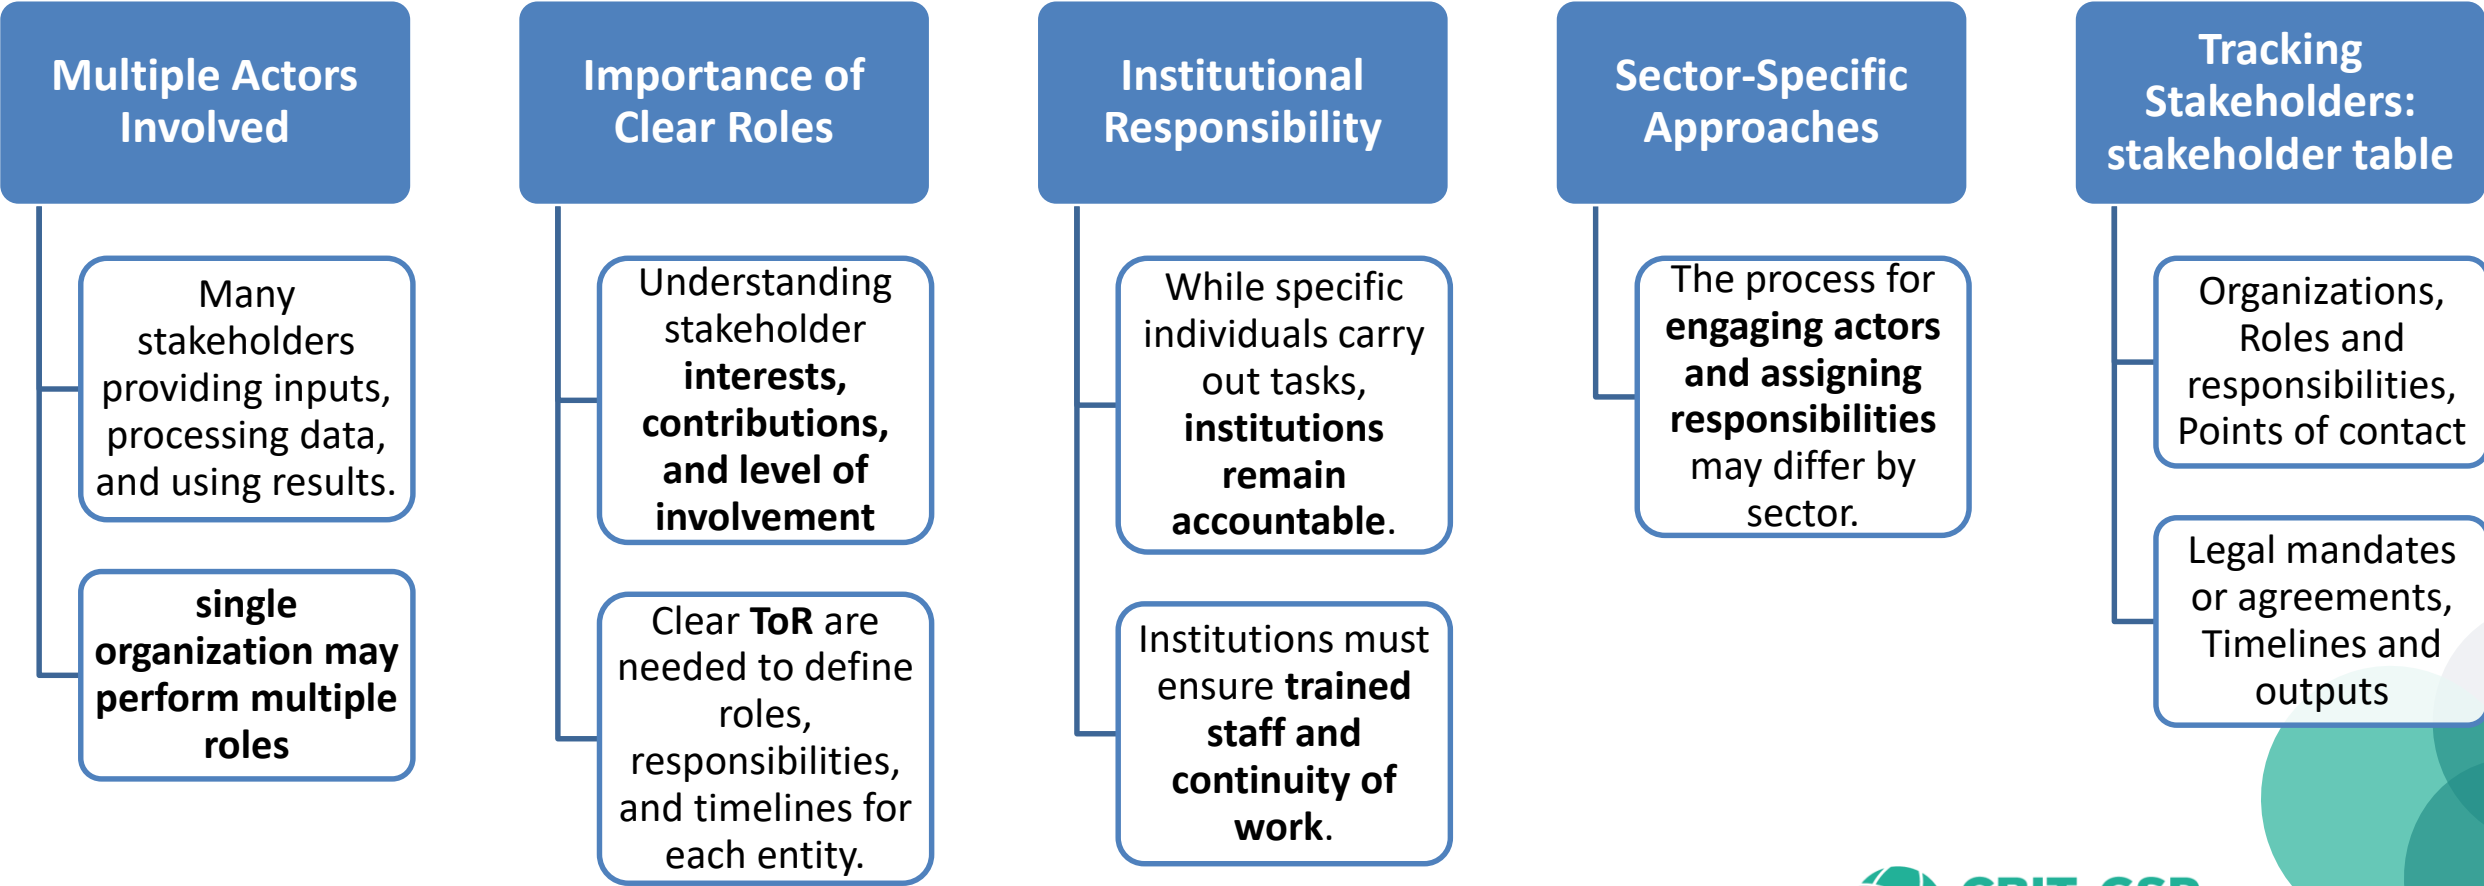 Multiple Actors
Involved
Many
stakeholders
providing inputs,
processing data,
and using results.
single
organization may
perform multiple
roles
Importance of
Clear Roles
Understanding
stakeholder
interests,
contributions,
and level of
involvement
Clear ToR are
needed to define
roles,
responsibilities,
and timelines for
each entity.
Institutional
Responsibility
While specific
individuals carry
out tasks,
institutions
remain
accountable.
Institutions must
ensure trained
staff and
continuity of
work.
Sector-Specific
Approaches
The process for
engaging actors
and assigning
responsibilities
may differ by
sector.
Tracking
Stakeholders:
stakeholder table
Organizations,
Roles and
responsibilities,
Points of contact
Legal mandates
or agreements,
Timelines and
outputs
CBIT-GSP